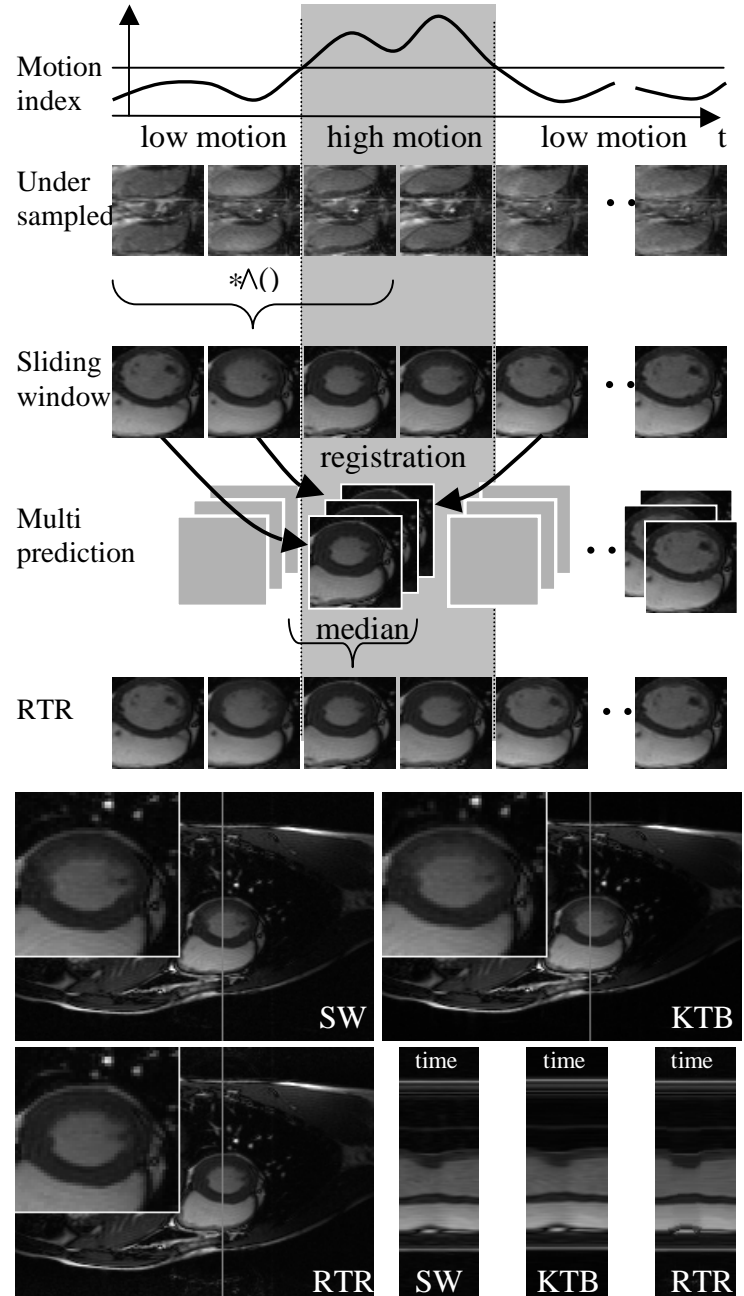 Motion
index
low motion
high motion
low motion
t
Under
sampled
*Λ()
Sliding
window
registration
Multi
prediction
median
RTR
SW
KTB
time
time
time
RTR
SW
KTB
RTR